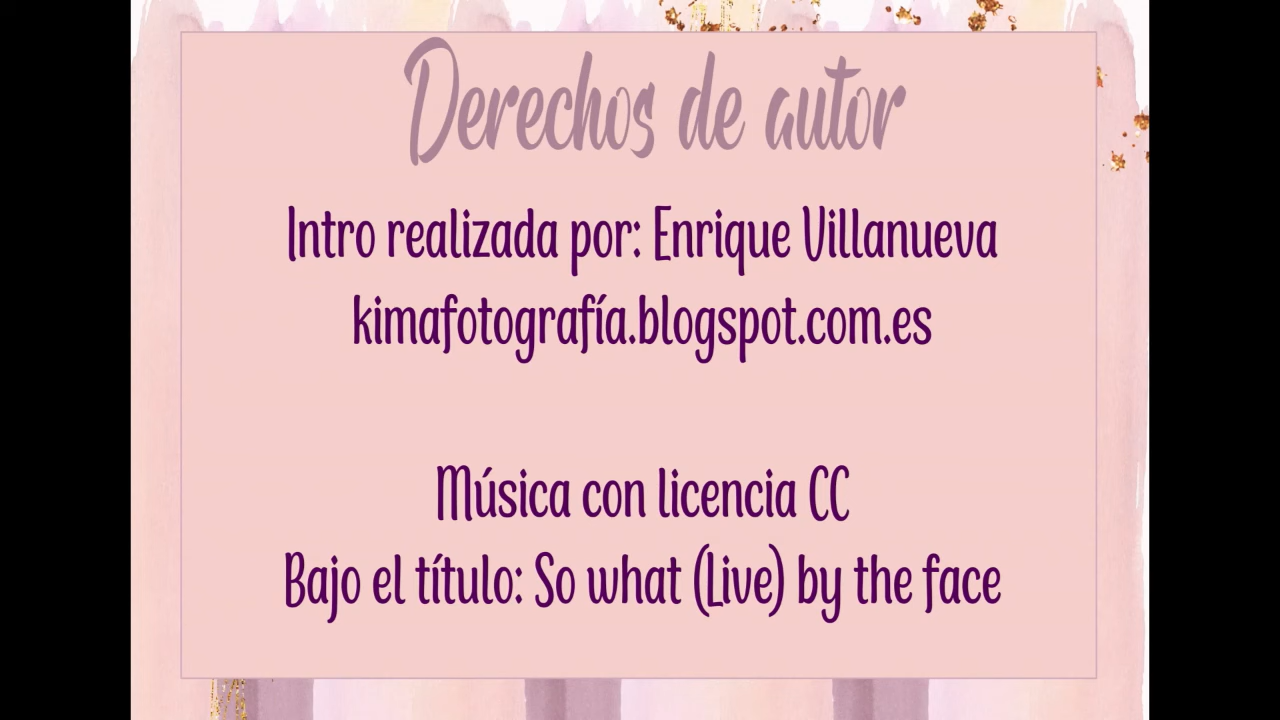 Derechos de autor
Intro realizada por: Enrique Villanueva
kimafotografía.blogspot.com.es
Música con licencia CC
Bajo el título: So what (Live) by the face